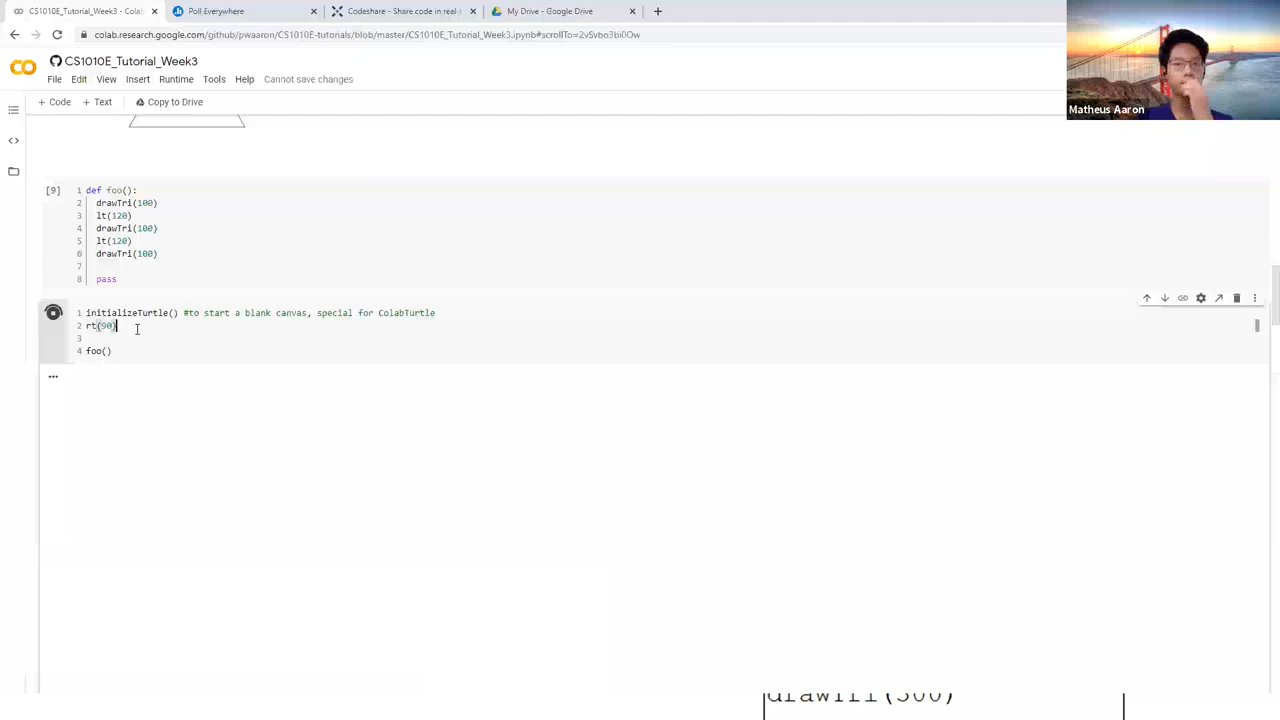 CS1010E_Tutorial_Week3 - Colab
Poll Everywhere
Codeshare - Share code in real-
My Drive - Google Drive
colab.research.google.com/github/pwaaron/CS1010E-tutorials/blob/master/CS1010E_Tutorial_Week3.ipynb#scrollTo=2vSvbo3bi0Ow
CS1010E_Tutorial_Week3
File Edit View Insert Runtime Tools Help Cannot save changes
+ Code + Text Copy to Drive
Matheus Aaron
[9] 1 def foo():
2 drawTri(100)
3 lt(120)
4 drawTri(100)
5 lt(120)
6 drawTri(100)
7
8 pass
1 initializeTurtle() #to start a blank canvas, special for ColabTurtle
2 rt(90)
3
4 foo()
drawTri(300)